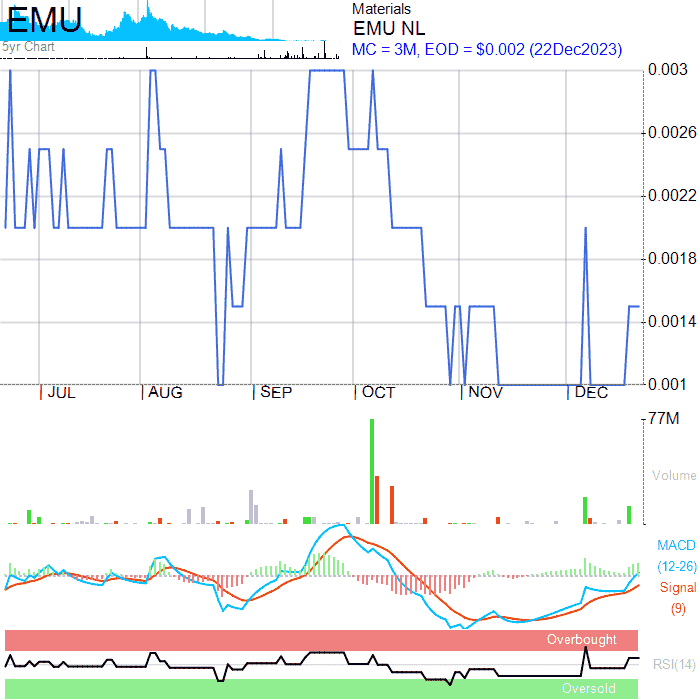 EMU
5yr Chart
Materials
EMU NL
MC = 3M, EOD = $0.002 (22Dec2023)
0.003
0.0026
0.0022
0.0018
0.0014
0.001
JUL AUG SEP OCT NOV DEC
77M
Volume
MACD
(12-26)
Signal
(9)
Overbought
RSI(14)
Oversold